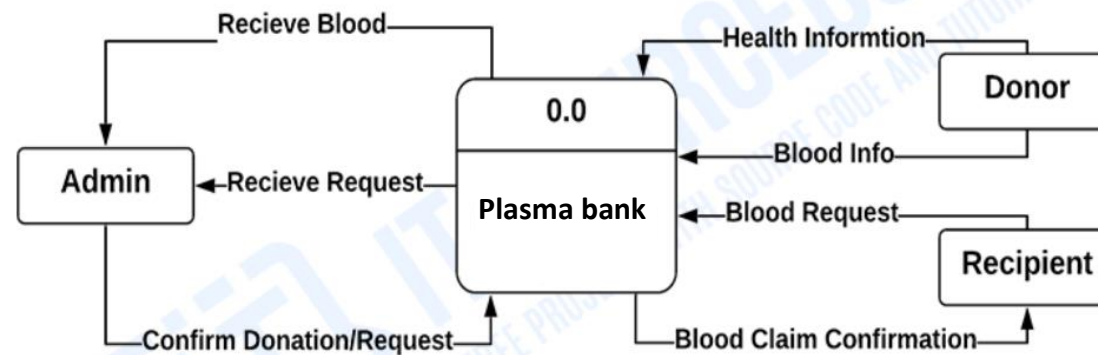 Recieve Blood
Health Informtion
0.0
Donor
Admin
Recieve Request
Plasma bank
Blood Info
Blood Request
Recipient
Confirm Donation/Request
Blood Claim Confirmation